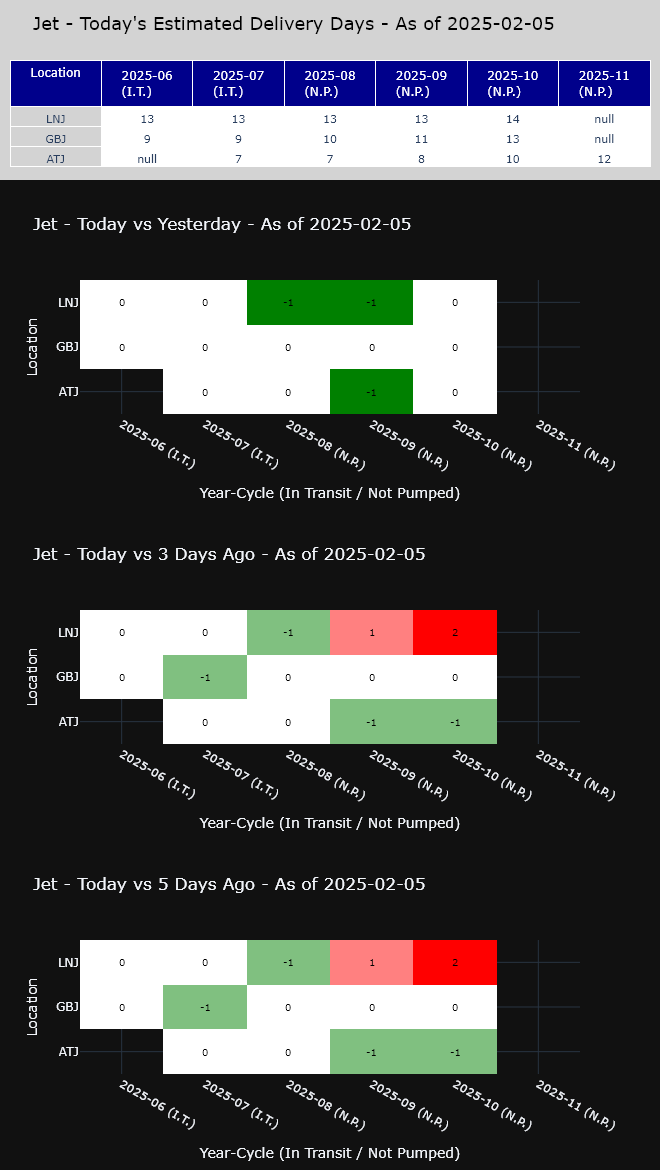 Jet - Today's Estimated Delivery Days - As of 2025-02-05
Location 2025-06 (I.T.) 2025-07 (I.T.) 2025-08 (N.P.) 2025-09 (N.P.) 2025-10 (N.P.) 2025-11 (N.P.)
LNJ 13 13 13 13 14 null
GBJ 9 9 10 11 13 null
ATJ null 7 7 8 10 12
Jet - Today vs Yesterday - As of 2025-02-05
Location
LNJ 0 0 -1 -1 0
GBJ 0 0 0 0 0
ATJ 0 0 -1 0
2025-06 (I.T.) 2025-07 (I.T.) 2025-08 (N.P.) 2025-09 (N.P.) 2025-10 (N.P.) 2025-11 (N.P.)
Year-Cycle (In Transit / Not Pumped)
Jet - Today vs 3 Days Ago - As of 2025-02-05
Location
LNJ 0 0 -1 1 2
GBJ 0 -1 0 0 0
ATJ 0 0 -1 -1
2025-06 (I.T.) 2025-07 (I.T.) 2025-08 (N.P.) 2025-09 (N.P.) 2025-10 (N.P.) 2025-11 (N.P.)
Year-Cycle (In Transit / Not Pumped)
Jet - Today vs 5 Days Ago - As of 2025-02-05
Location
LNJ 0 0 -1 1 2
GBJ 0 -1 0 0 0
ATJ 0 0 -1 -1
2025-06 (I.T.) 2025-07 (I.T.) 2025-08 (N.P.) 2025-09 (N.P.) 2025-10 (N.P.) 2025-11 (N.P.)
Year-Cycle (In Transit / Not Pumped)